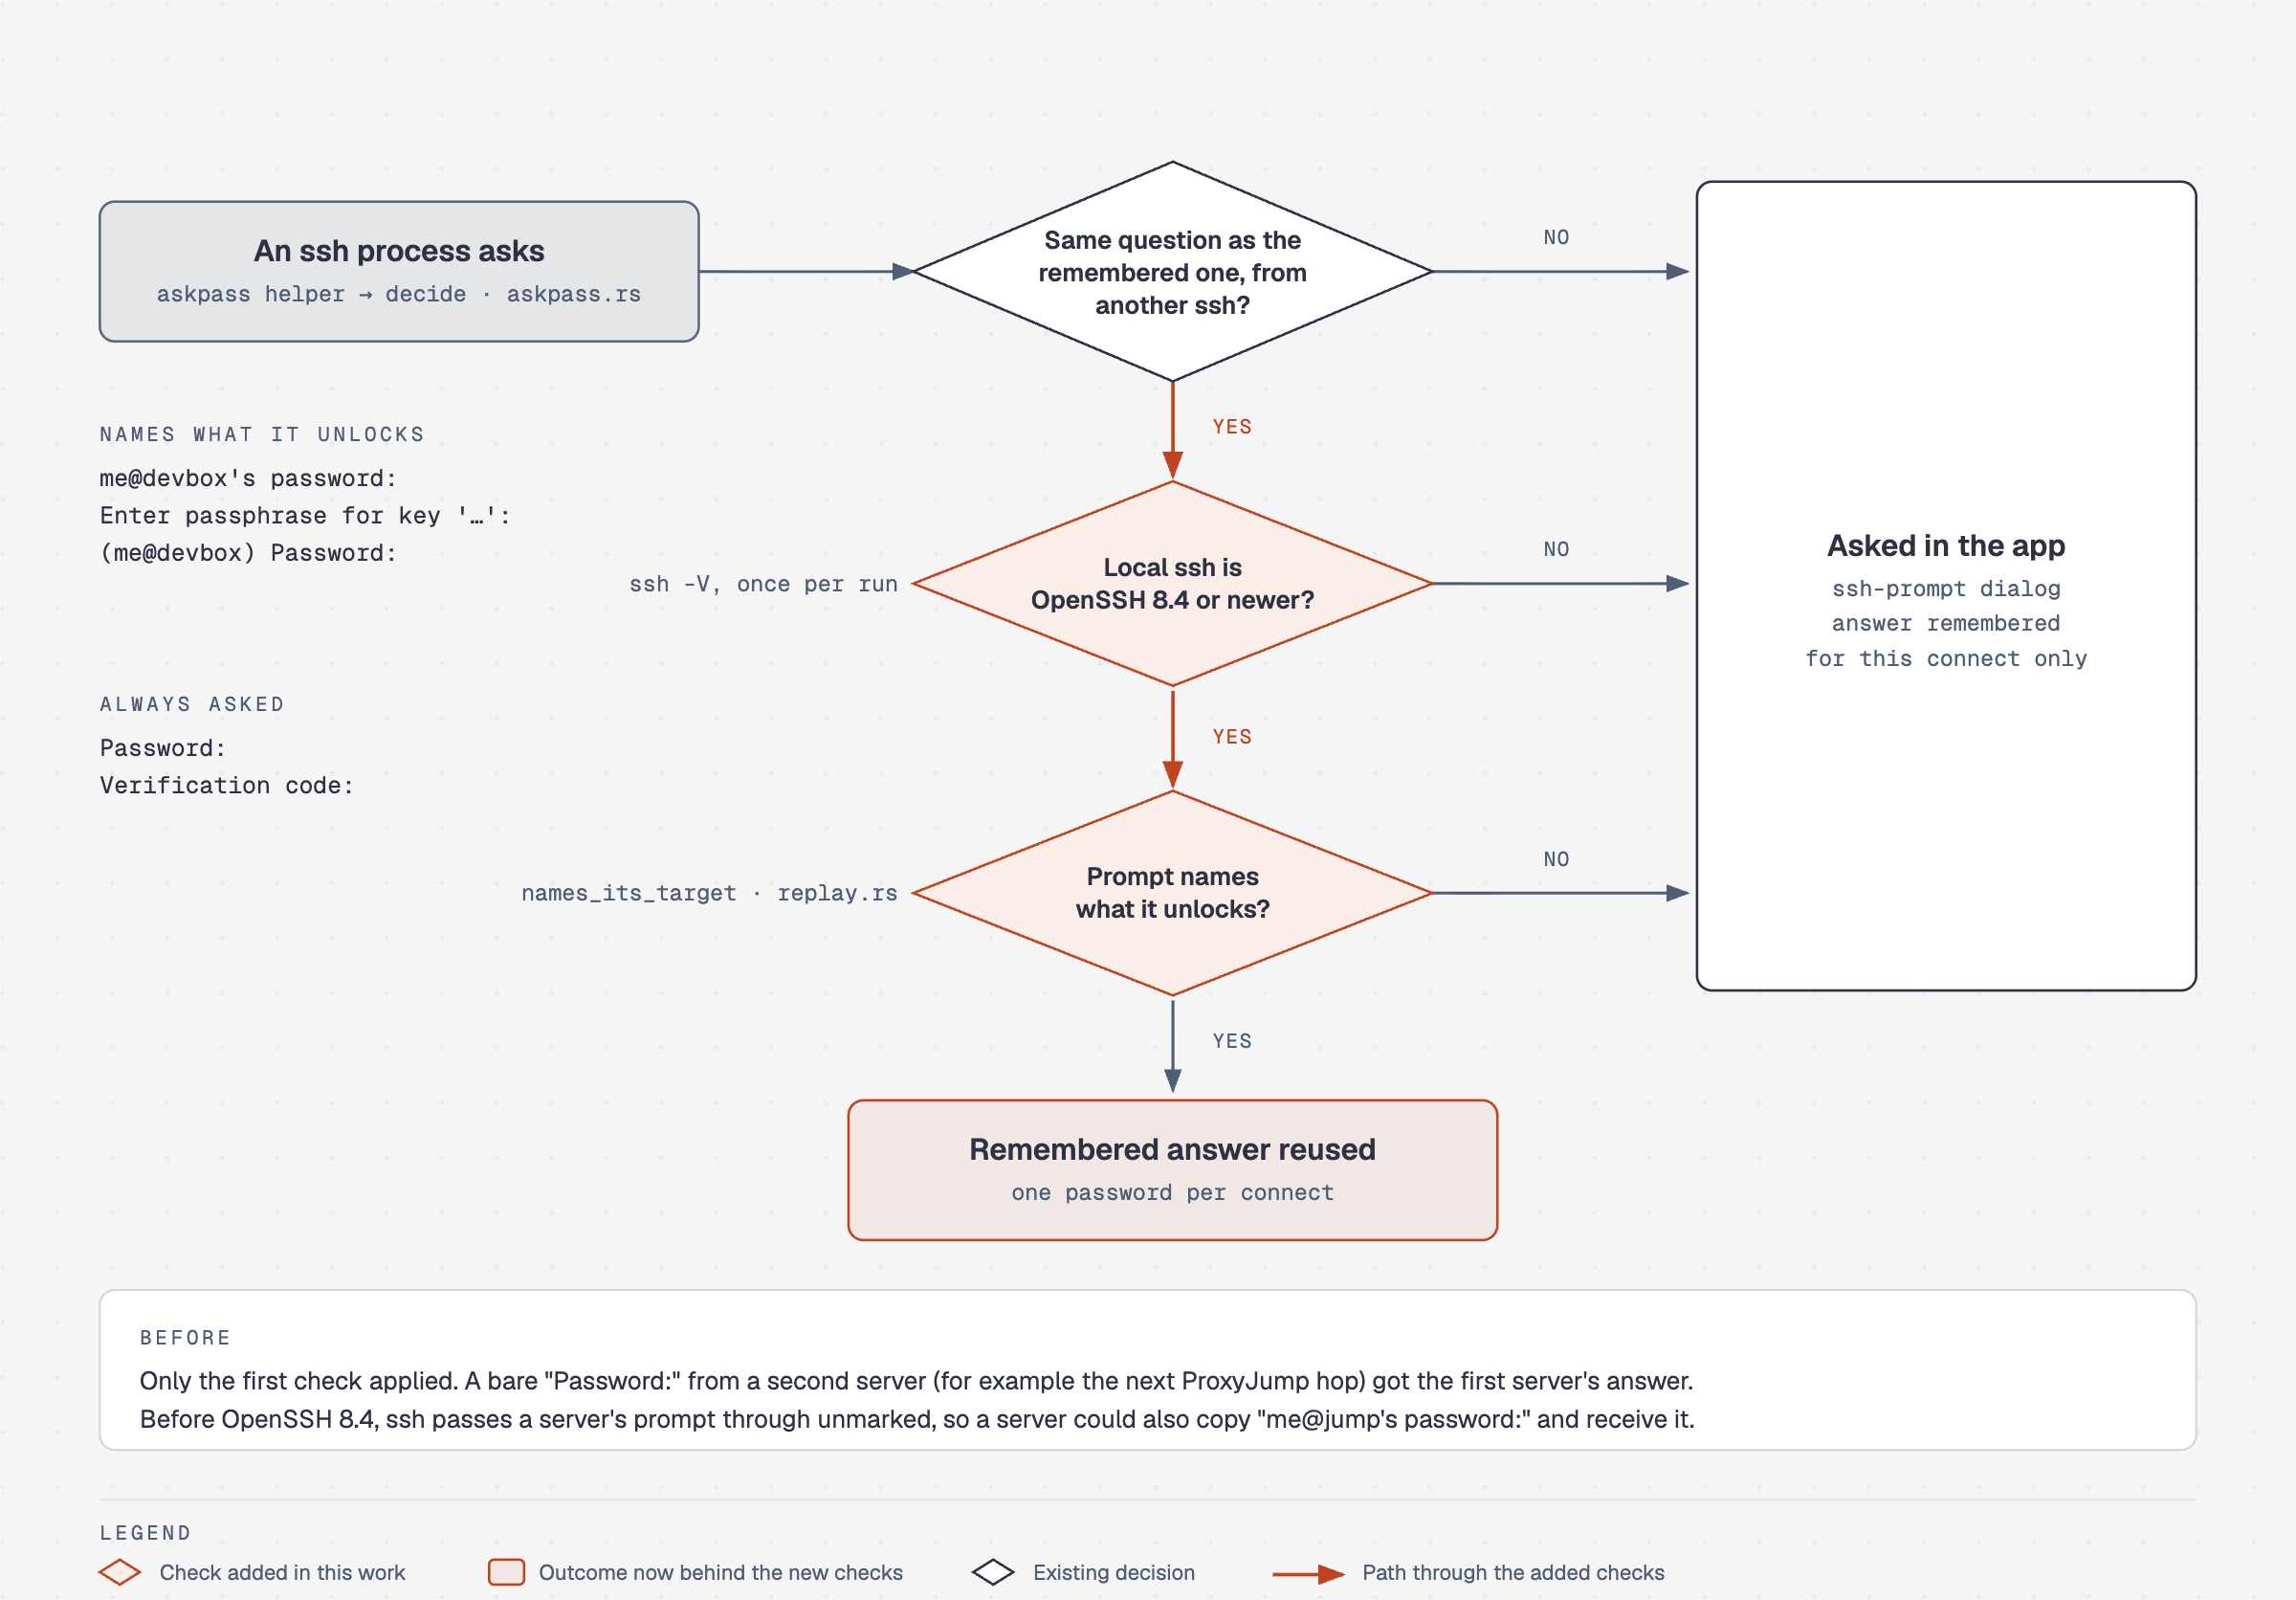 An ssh process asks
askpass helper → decide · askpass.rs
Same question as the
remembered one, from
another ssh?
NO
YES
NAMES WHAT IT UNLOCKS
me@devbox's password:
Enter passphrase for key '…':
(me@devbox) Password:
ssh -V, once per run
Local ssh is
OpenSSH 8.4 or newer?
NO
Asked in the app
ssh-prompt dialog
answer remembered
for this connect only
ALWAYS ASKED
Password:
Verification code:
YES
names_its_target · replay.rs
Prompt names
what it unlocks?
NO
YES
Remembered answer reused
one password per connect
BEFORE
Only the first check applied. A bare "Password:" from a second server (for example the next ProxyJump hop) got the first server's answer.
Before OpenSSH 8.4, ssh passes a server's prompt through unmarked, so a server could also copy "me@jump's password:" and receive it.
LEGEND
Check added in this work
Outcome now behind the new checks
Existing decision
Path through the added checks